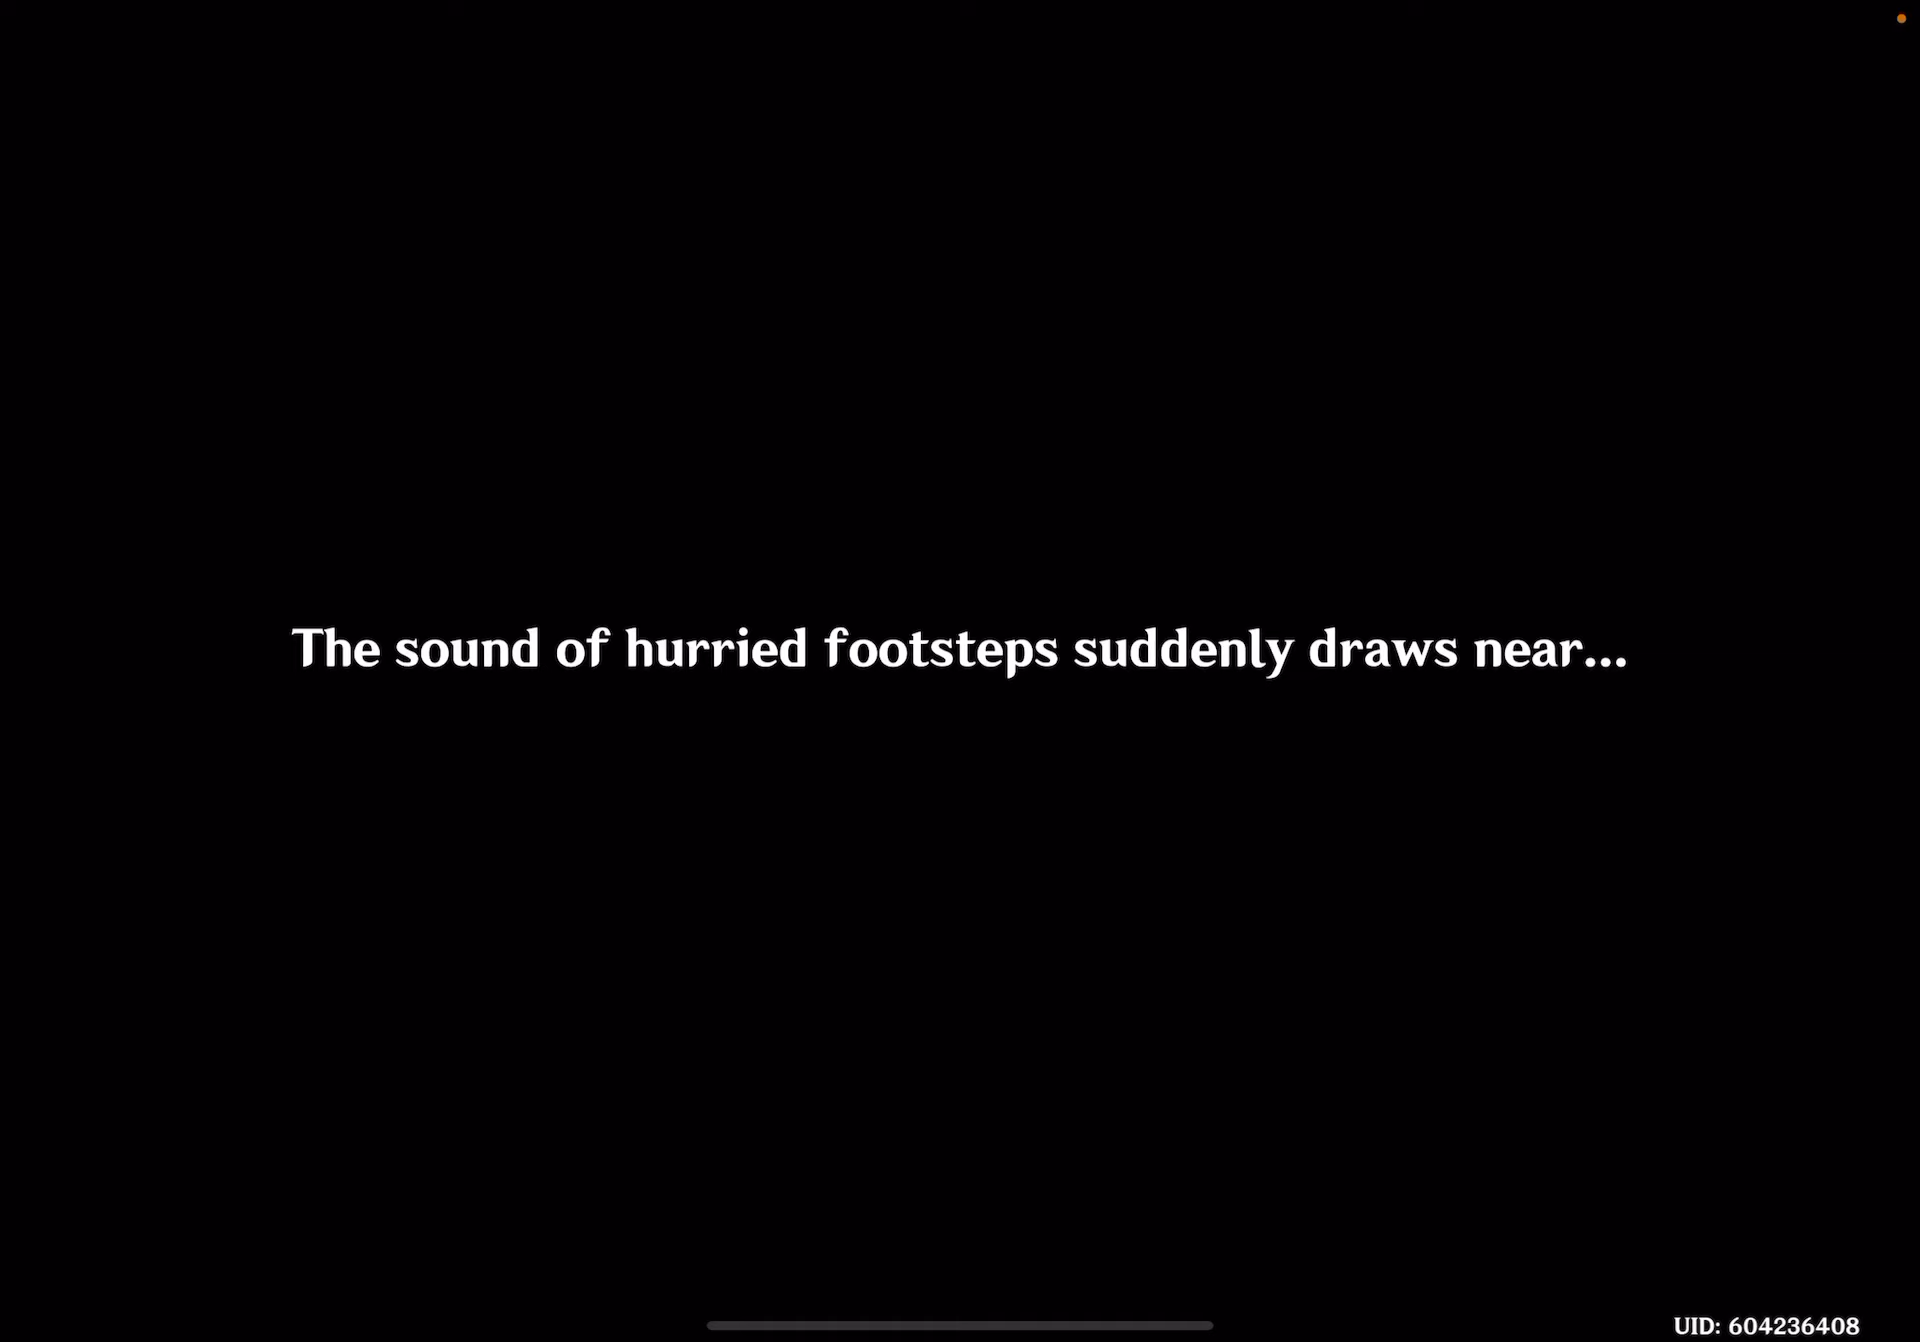 The sound of hurried footsteps suddenly draws near...
UID: 604236408